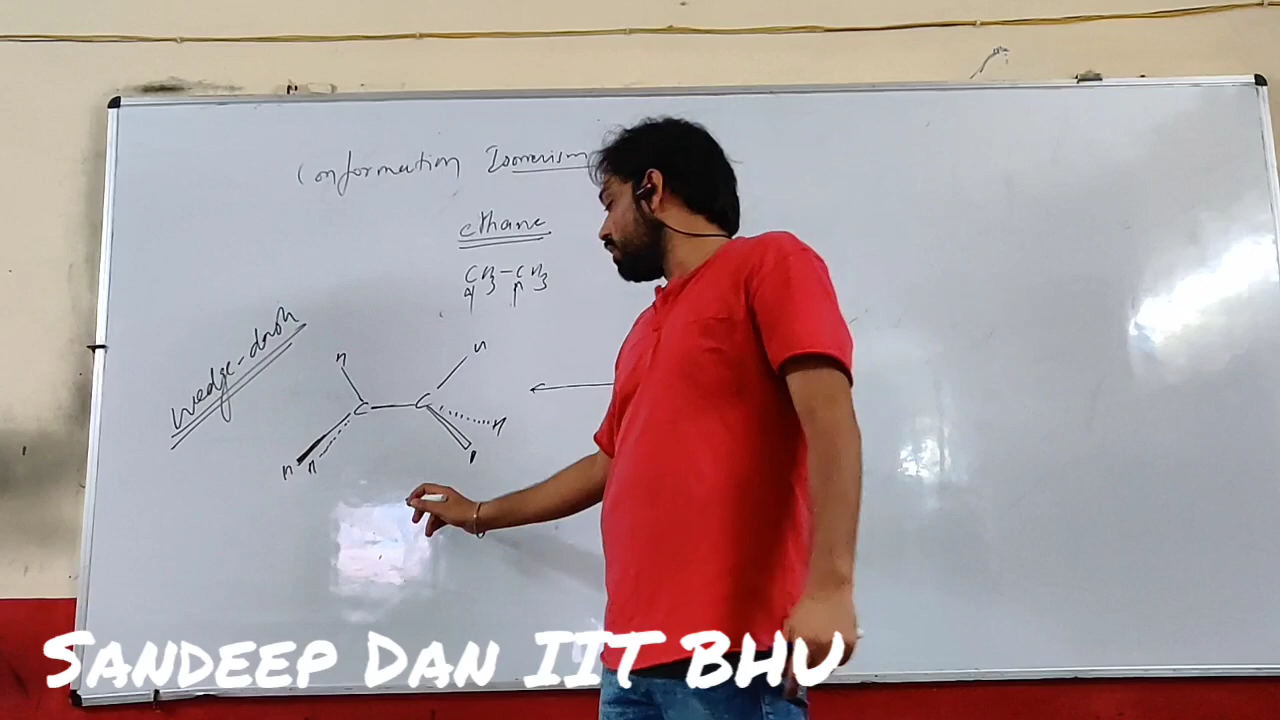 Conformation Isomerism
ethane
CH3-CH3
wedge-dash
H H
C C
H
H H
SANDEEP DAN IIT BHU